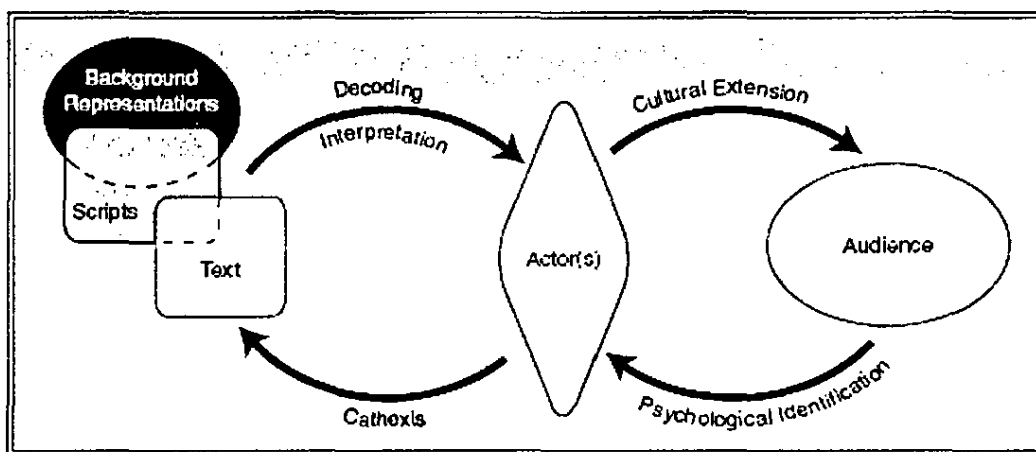 Background
Representations
Scripts
Text
Decoding
Interpretation
Cathexis
Actor(s)
Cultural Extension
Audience
Psychological Identification